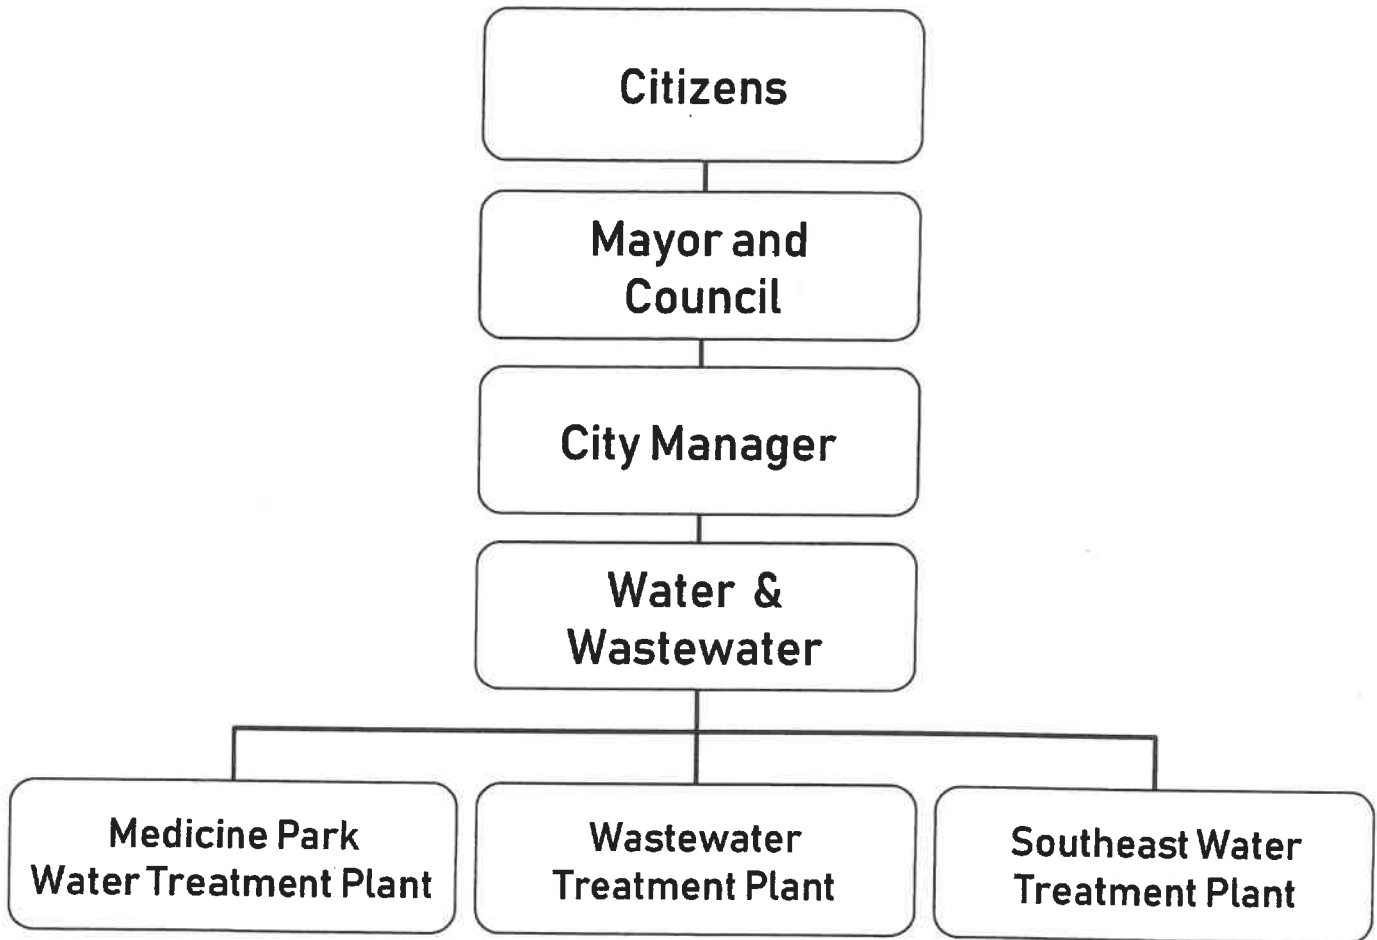 Citizens
Mayor and
Council
City Manager
Water &
Wastewater
Medicine Park
Water Treatment Plant
Wastewater
Treatment Plant
Southeast Water
Treatment Plant